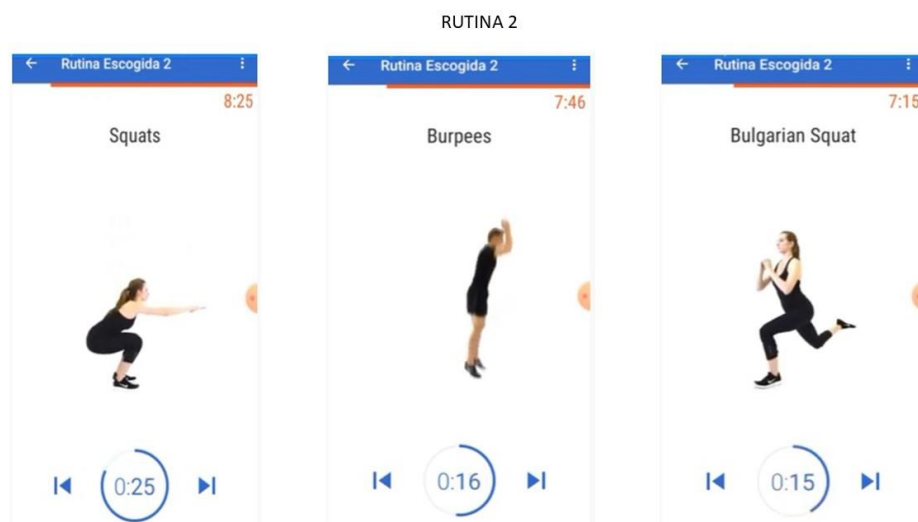 RUTINA 2
Rutina Escogida 2
8:25
Squats
0:25
Rutina Escogida 2
7:46
Burpees
0:16
Rutina Escogida 2
7:15
Bulgarian Squat
0:15